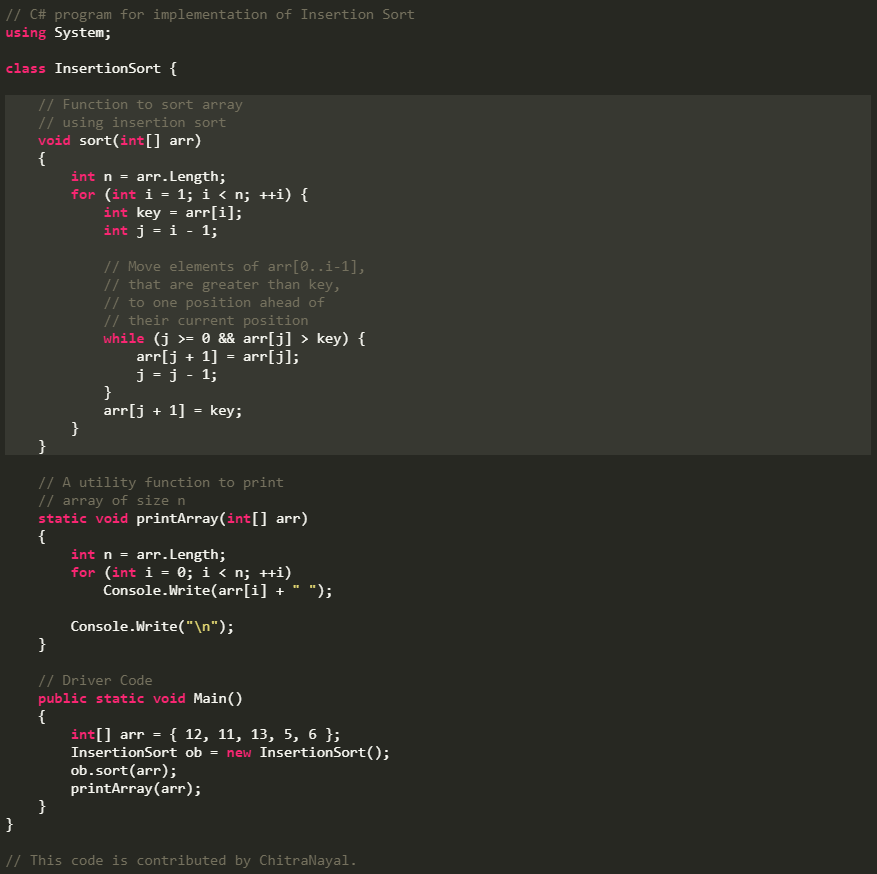 // C# program for implementation of Insertion Sort
using System;
class InsertionSort {
// Function to sort array
// using insertion sort
void sort(int[] arr)
{
int n = arr.Length;
for (int i = 1; i < n; ++i) {
int key = arr[i];
int j = i - 1;
// Move elements of arr[0..i-1],
// that are greater than key,
// to one position ahead of
// their current position
while (j >= 0 && arr[j] > key) {
arr[j + 1] = arr[j];
j = j - 1;
}
arr[j + 1] = key;
}
}
// A utility function to print
// array of size n
static void printArray(int[] arr)
{
int n = arr.Length;
for (int i = 0; i < n; ++i)
Console.Write(arr[i] + " ");
Console.Write("\n");
}
// Driver Code
public static void Main()
{
int[] arr = { 12, 11, 13, 5, 6 };
InsertionSort ob = new InsertionSort();
ob.sort(arr);
printArray(arr);
}
}
// This code is contributed by ChitraNayal.